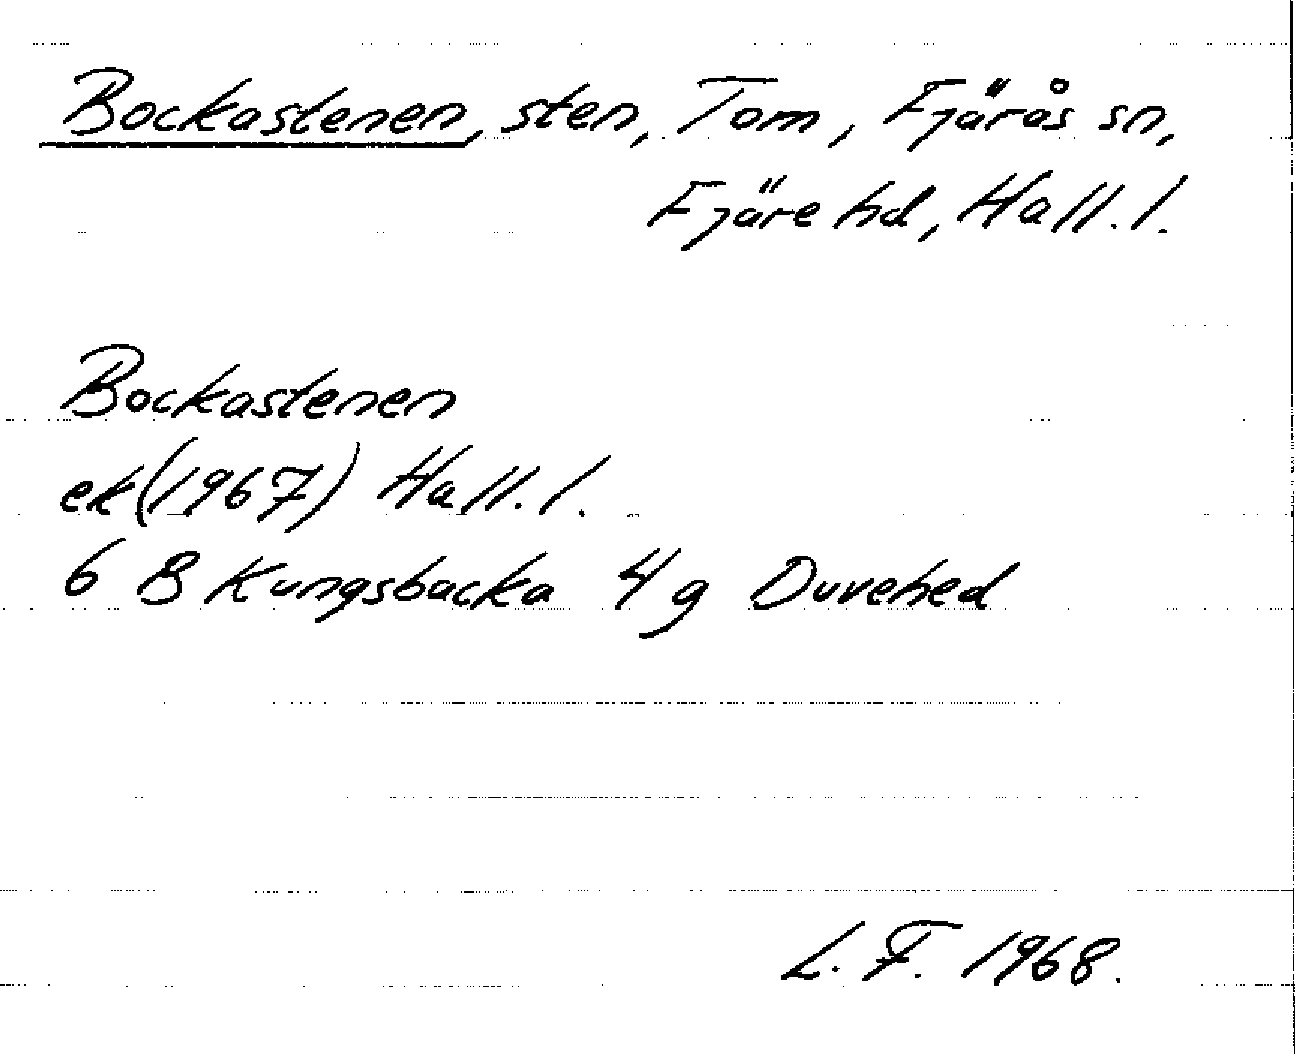 Bockastenen, sten, Tom, Fjärås sn,
Fjäre hd, Hall. l.
Bockastenen
ek (1967) Hall. l.
6 B Kungsbacka 4 g Duvehed
L. F. 1968.